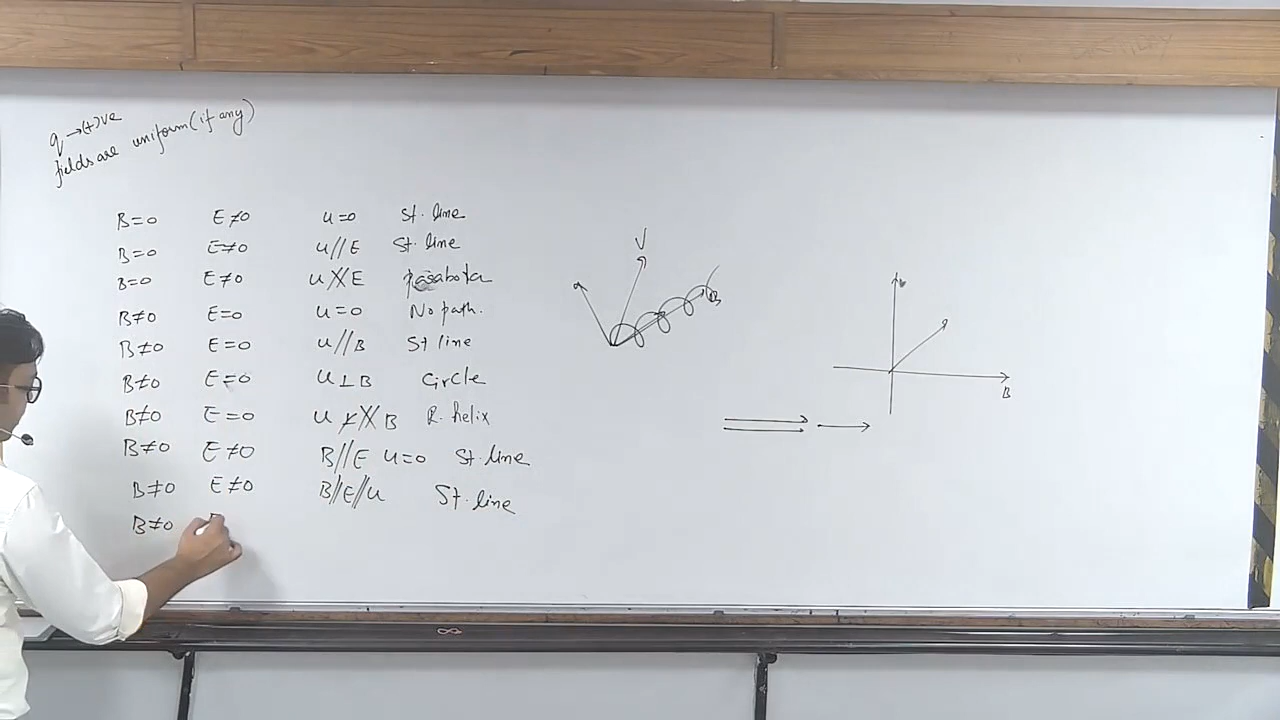 q → (+)ve
fields are uniform (if any)
B=0 E≠0 u=0 St. line
B=0 E≠0 u//E St. line
B=0 E≠0 u∦E parabola
B≠0 E=0 u=0 No path.
B≠0 E=0 u//B St line
B≠0 E=0 u⊥B Circle
B≠0 E=0 u⊥̸∦B R. helix
B≠0 E≠0 B//E u=0 St. line
B≠0 E≠0 B//E//u St. line
B≠0
V
B
B
∞